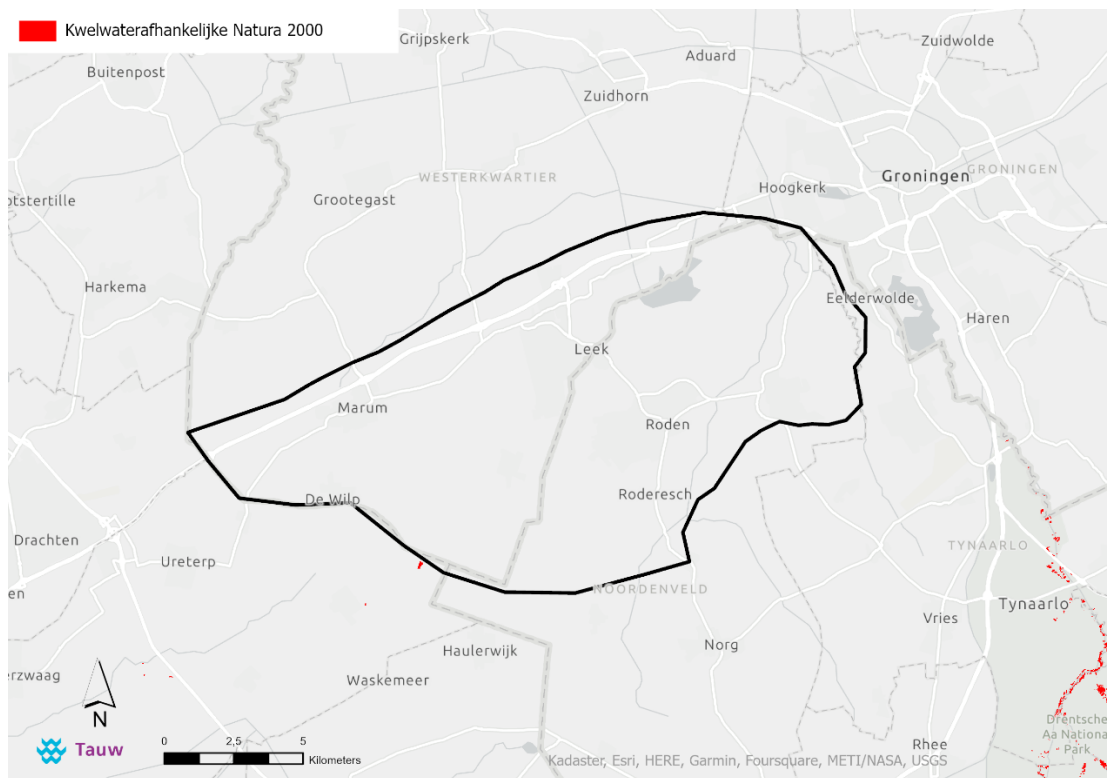 Kwelwaterafhankelijke Natura 2000
Grijpskerk
Aduard
Zuidwolde
Buitenpost
Zuidhorn
WESTERKWARTIER
Groningen
GRONINGEN
Hoogkerk
otstertille
Grootegast
Harkema
Eelderwolde
Haren
Leek
Marum
Roden
De Wilp
Roderesch
Drachten
Ureterp
TYNAARLO
en
NOORDENVELD
Tynaarlo
Vries
Norg
Haulerwijk
erzwaag
Waskemeer
N
Tauw
0 2,5 5
Kilometers
Drentsche
Aa National
Park
Rhee
Kadaster, Esri, HERE, Garmin, Foursquare, METI/NASA, USGS